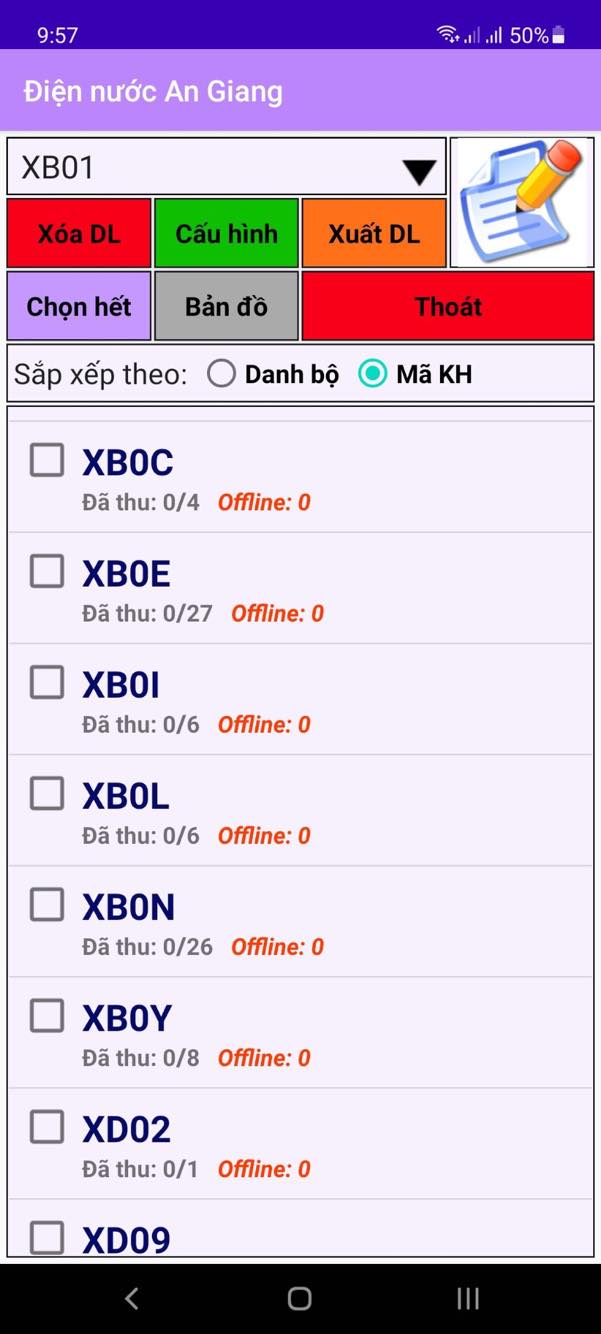 9:57 50%
Điện nước An Giang
XB01
Xóa DL Cấu hình Xuất DL
Chọn hết Bản đồ Thoát
Sắp xếp theo: Danh bộ Mã KH
XB0C
Đã thu: 0/4 Offline: 0
XB0E
Đã thu: 0/27 Offline: 0
XB0I
Đã thu: 0/6 Offline: 0
XB0L
Đã thu: 0/6 Offline: 0
XB0N
Đã thu: 0/26 Offline: 0
XB0Y
Đã thu: 0/8 Offline: 0
XD02
Đã thu: 0/1 Offline: 0
XD09